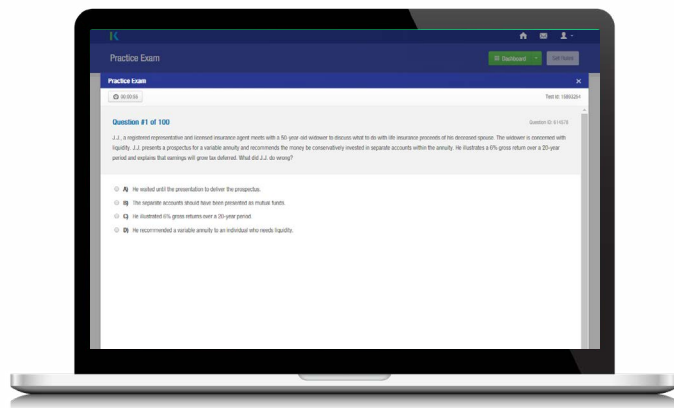 Practice Exam
Dashboard
Practice Exam
Question #1 of 100
J.J., a registered representative and licensed insurance agent meets with a 50-year-old widower to discuss what to do with life insurance proceeds of his deceased spouse. The widower is concerned with
liquidity. J.J. presents a prospectus for a variable annuity and recommends the money be conservatively invested in separate accounts within the annuity. He illustrates a 6% gross return over a 20-year
period and explains that earnings will grow tax deferred. What did J.J. do wrong?
A) He waited until the presentation to deliver the prospectus.
B) The separate accounts should have been presented as mutual funds.
C) He illustrated 6% gross returns over a 20-year period.
D) He recommended a variable annuity to an individual who needs liquidity.